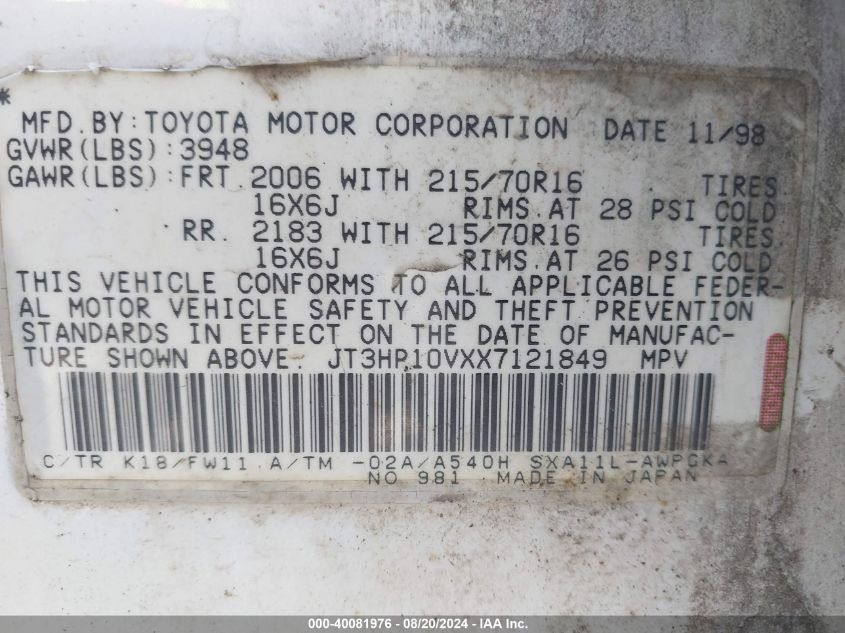 *
MFD. BY: TOYOTA MOTOR CORPORATION DATE 11/98
GVWR(LBS):3948
GAWR(LBS):FRT. 2006 WITH 215/70R16 TIRES,
16X6J RIMS.AT 28 PSI COLD
RR. 2183 WITH 215/70R16 TIRES,
16X6J RIMS.AT 26 PSI COLD
THIS VEHICLE CONFORMS TO ALL APPLICABLE FEDER-
AL MOTOR VEHICLE SAFETY AND THEFT PREVENTION
STANDARDS IN EFFECT ON THE DATE OF MANUFAC-
TURE SHOWN ABOVE. JT3HP10VXX7121849 MPV
C/TR K18/FW11 A/TM -02A/A540H SXA11L-AWPGKA
NO 981 MADE IN JAPAN
000-40081976 - 08/20/2024 - IAA Inc.